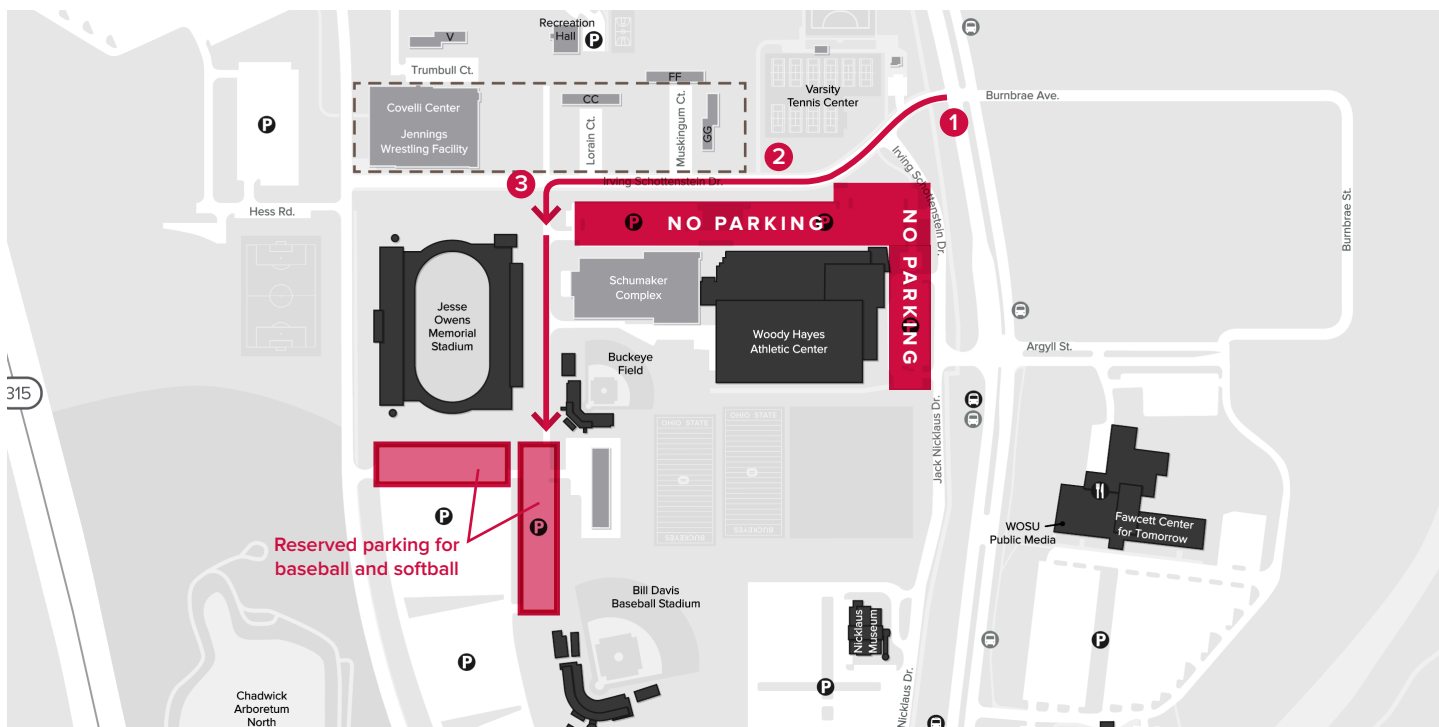 Recreation
Hall
P
V
Trumbull Ct.
FF
Varsity
Tennis Center
Burnbrae Ave.
Covelli Center
Jennings
Wrestling Facility
CC
Lorain Ct.
Muskingum Ct.
GG
1
2
3
P
Irving Schottenstein Dr.
Irving Schottenstein Dr.
Hess Rd.
P
NO PARKING
P
NO PARKING
P
Burnbrae St.
Schumaker
Complex
Jesse
Owens
Memorial
Stadium
Woody Hayes
Athletic Center
Argyll St.
Buckeye
Field
315
OHIO STATE
OHIO STATE
BUCKEYES
BUCKEYES
Jack Nicklaus Dr.
P
P
Reserved parking for
baseball and softball
WOSU
Public Media
Fawcett Center
for Tomorrow
Bill Davis
Baseball Stadium
Nicklaus
Museum
P
P
P
Nicklaus Dr.
Chadwick
Arboretum
North